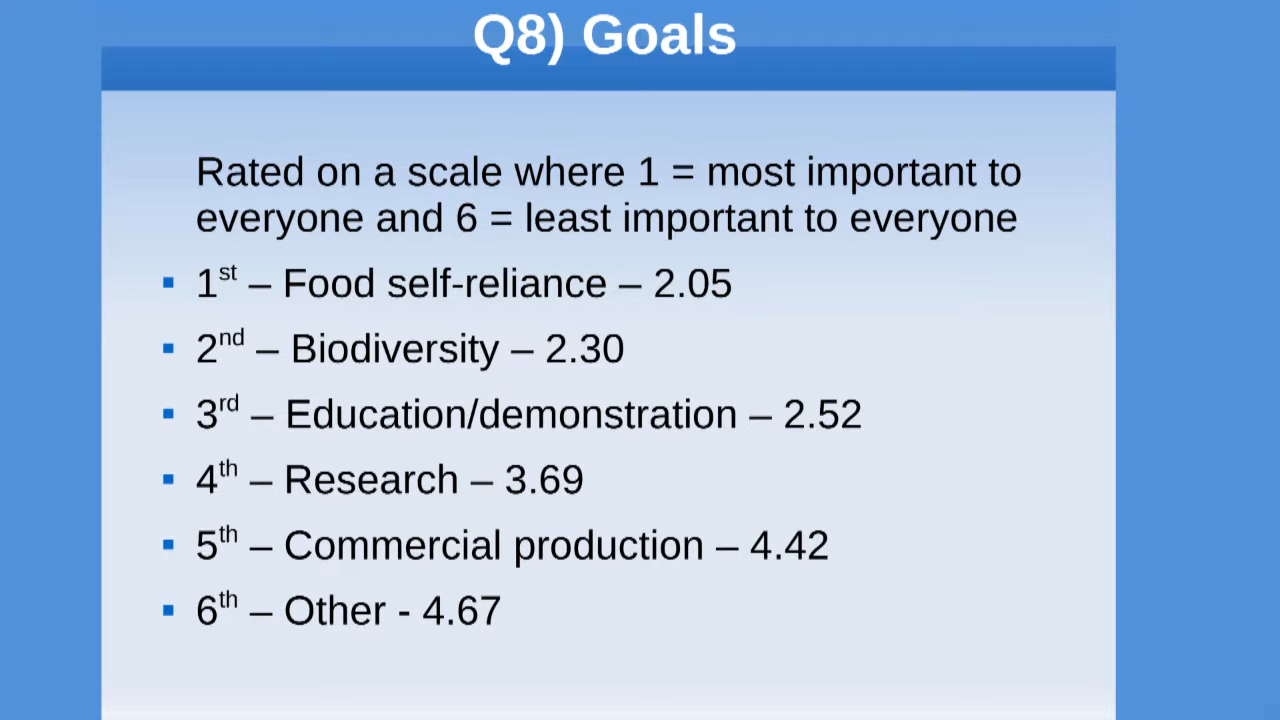 Q8) Goals
Rated on a scale where 1 = most important to
everyone and 6 = least important to everyone
▪ 1st – Food self-reliance – 2.05
▪ 2nd – Biodiversity – 2.30
▪ 3rd – Education/demonstration – 2.52
▪ 4th – Research – 3.69
▪ 5th – Commercial production – 4.42
▪ 6th – Other - 4.67